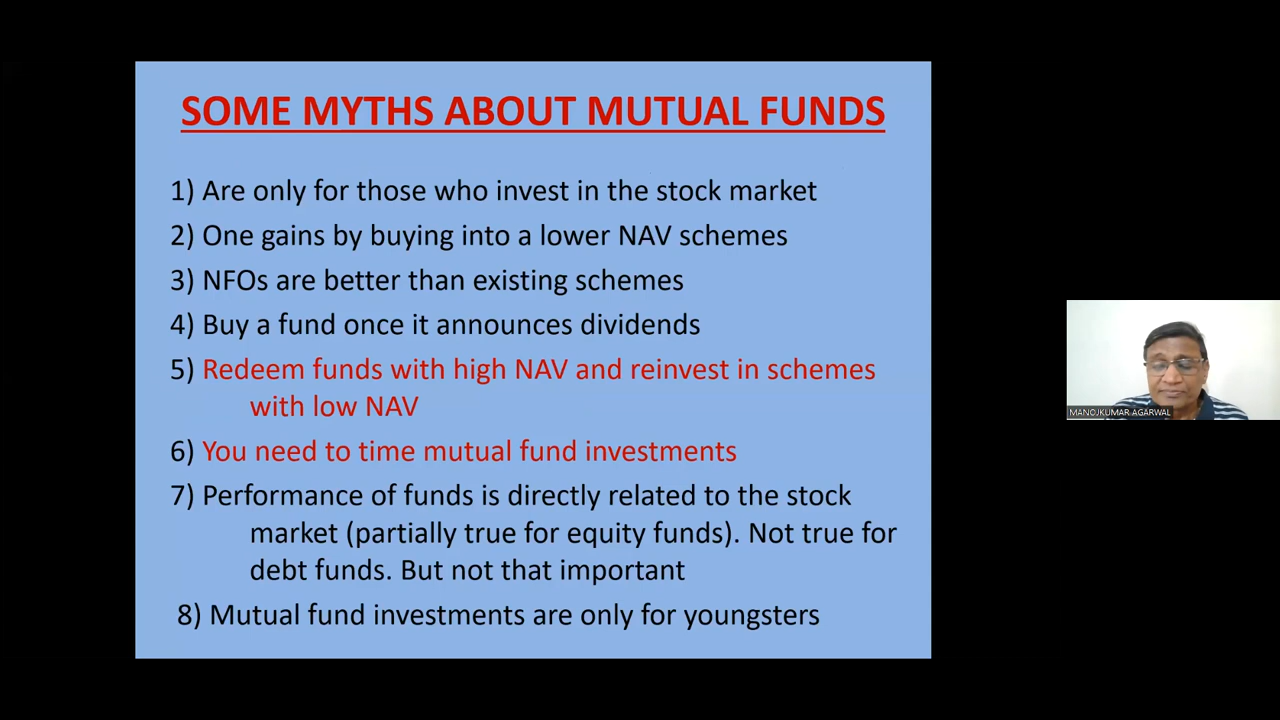 SOME MYTHS ABOUT MUTUAL FUNDS
1) Are only for those who invest in the stock market
2) One gains by buying into a lower NAV schemes
3) NFOs are better than existing schemes
4) Buy a fund once it announces dividends
5) Redeem funds with high NAV and reinvest in schemes
with low NAV
6) You need to time mutual fund investments
7) Performance of funds is directly related to the stock
market (partially true for equity funds). Not true for
debt funds. But not that important
8) Mutual fund investments are only for youngsters
MANOJKUMAR AGARWAL